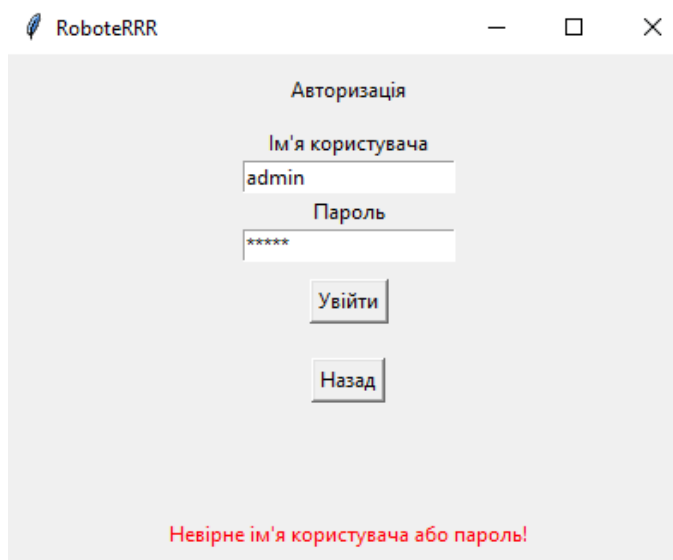 RoboteRRR
Авторизація
Ім'я користувача
admin
Пароль
*****
Увійти
Назад
Невірне ім'я користувача або пароль!